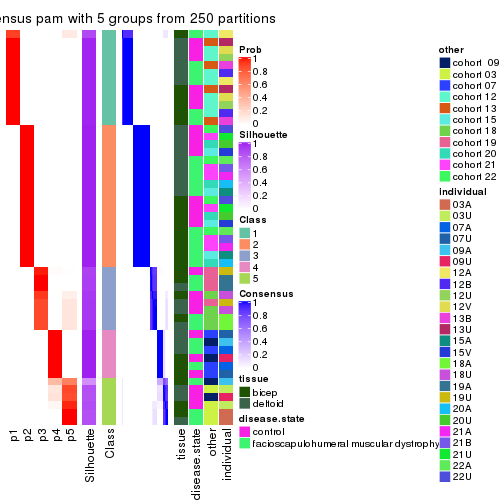 ensus pam with 5 groups from 250 partitions
p1
p2
p3
p4
p5
Silhouette
Class
tissue
disease.state
other
individual
Prob
1
0.8
0.6
0.4
0.2
0
Silhouette
1
0.8
0.6
0.4
0.2
0
Class
1
2
3
4
5
Consensus
1
0.8
0.6
0.4
0.2
0
tissue
bicep
deltoid
disease.state
control
facioscapulohumeral muscular dystrophy
other
cohort 09
cohort 03
cohort 07
cohort 12
cohort 13
cohort 15
cohort 18
cohort 19
cohort 20
cohort 21
cohort 22
individual
03A
03U
07A
07U
09A
09U
12A
12B
12U
12V
13B
13U
15A
15V
18A
18U
19A
19U
20A
20U
21A
21B
21U
22A
22U